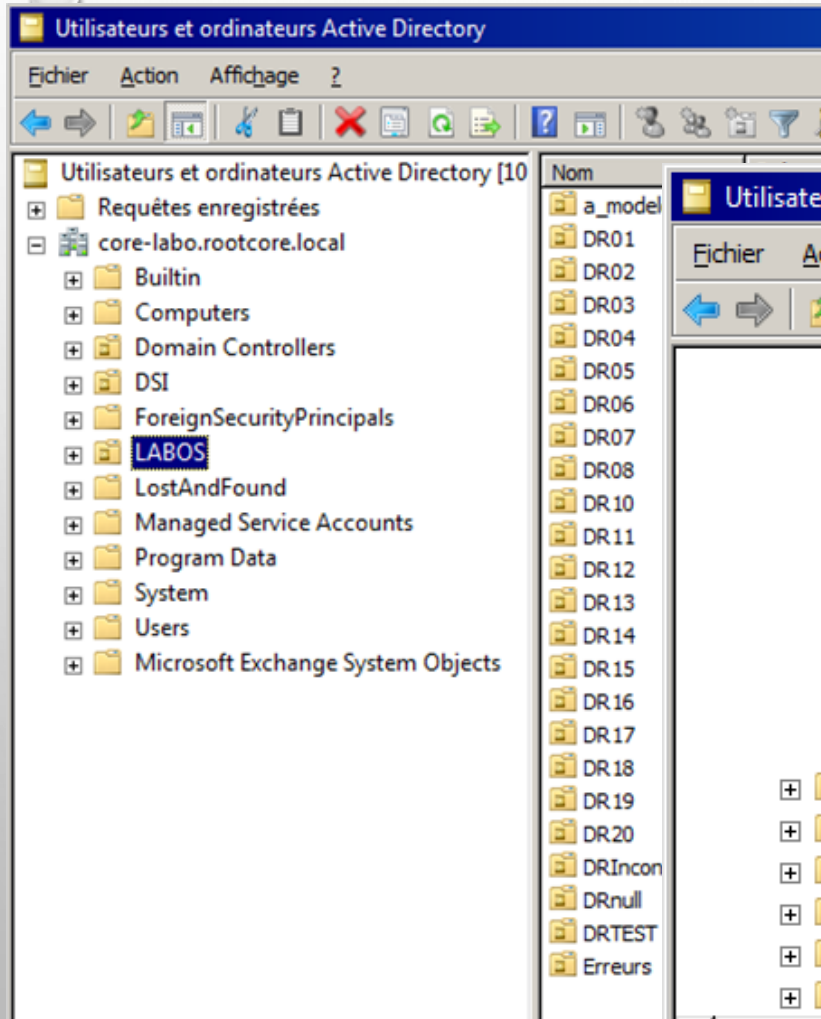 Utilisateurs et ordinateurs Active Directory
Fichier Action Affichage ?
Utilisateurs et ordinateurs Active Directory [10
Requêtes enregistrées
core-labo.rootcore.local
Builtin
Computers
Domain Controllers
DSI
ForeignSecurityPrincipals
LABOS
LostAndFound
Managed Service Accounts
Program Data
System
Users
Microsoft Exchange System Objects
Nom
a_model
DR01
DR02
DR03
DR04
DR05
DR06
DR07
DR08
DR10
DR11
DR12
DR13
DR14
DR15
DR16
DR17
DR18
DR19
DR20
DRIncon
DRnull
DRTEST
Erreurs
Utilisate
Fichier